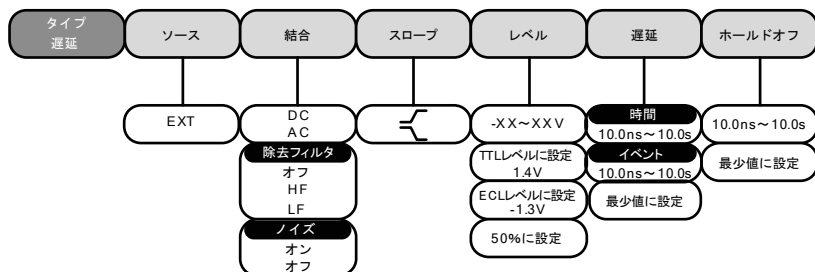 タイプ
遅延
ソース
結合
スロープ
レベル
遅延
ホールドオフ
EXT
DC
AC
除去フィルタ
オフ
HF
LF
ノイズ
オン
オフ
-XX～XXV
TTLレベルに設定
1.4V
ECLレベルに設定
-1.3V
50%に設定
時間
10.0ns～10.0s
イベント
10.0ns～10.0s
最少値に設定
10.0ns～10.0s
最少値に設定